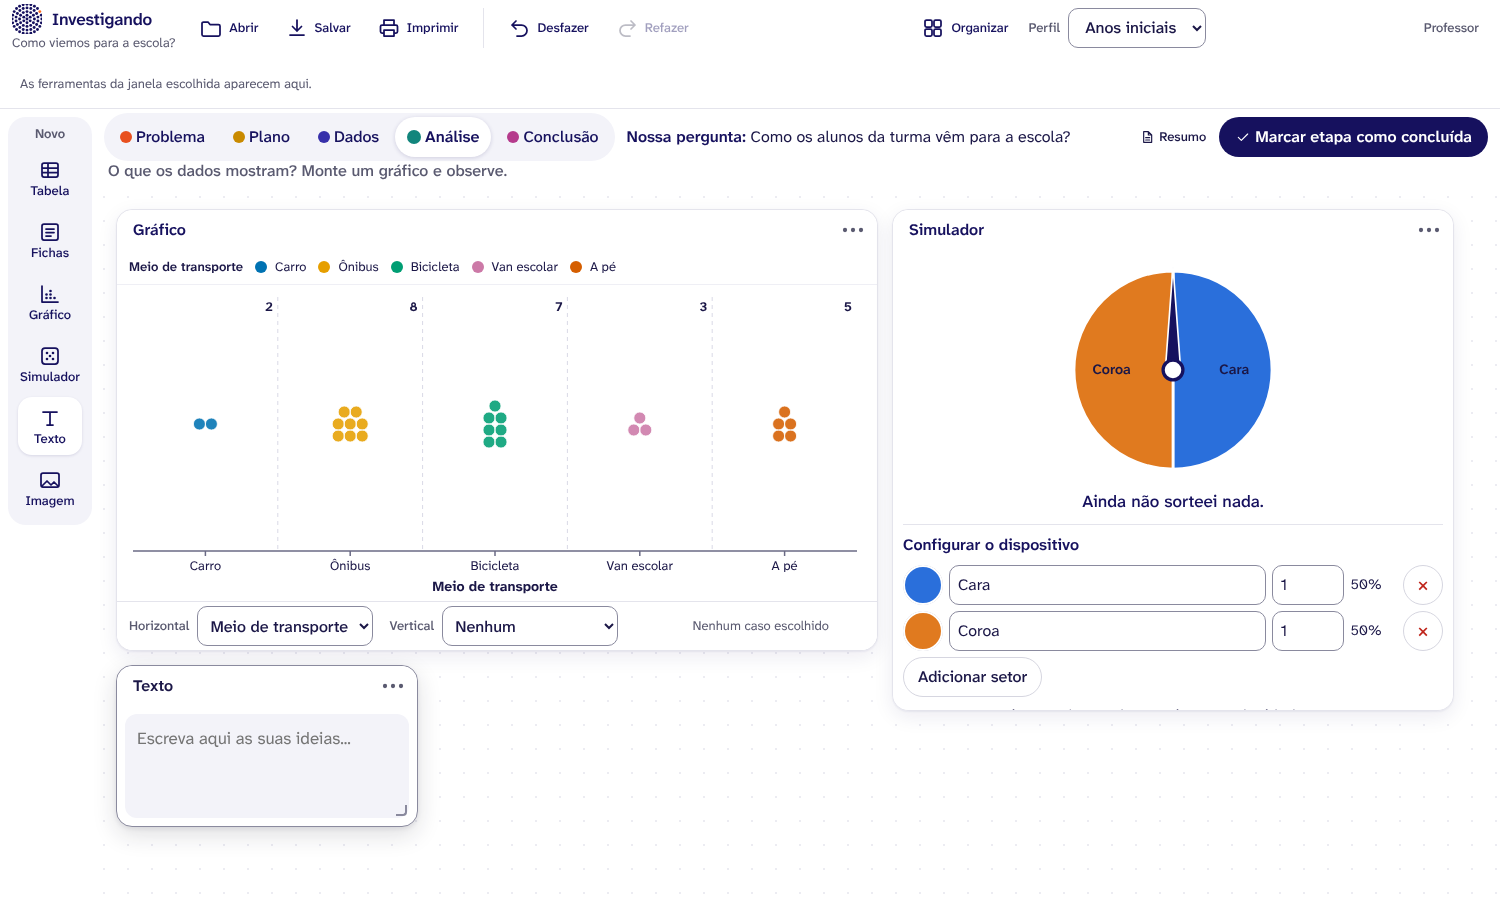 Investigando
Como viemos para a escola?
Abrir
Salvar
Imprimir
Desfazer
Refazer
Organizar
Perfil
Anos iniciais
Professor
As ferramentas da janela escolhida aparecem aqui.
Novo
Tabela
Fichas
Gráfico
Simulador
Texto
Imagem
Problema
Plano
Dados
Análise
Conclusão
Nossa pergunta: Como os alunos da turma vêm para a escola?
Resumo
Marcar etapa como concluída
O que os dados mostram? Monte um gráfico e observe.
Gráfico
Meio de transporte Carro Ônibus Bicicleta Van escolar A pé
2 8 7 3 5
Carro Ônibus Bicicleta Van escolar A pé
Meio de transporte
Horizontal Meio de transporte Vertical Nenhum Nenhum caso escolhido
Texto
Escreva aqui as suas ideias...
Simulador
Coroa Cara
Ainda não sorteei nada.
Configurar o dispositivo
Cara 1 50%
Coroa 1 50%
Adicionar setor